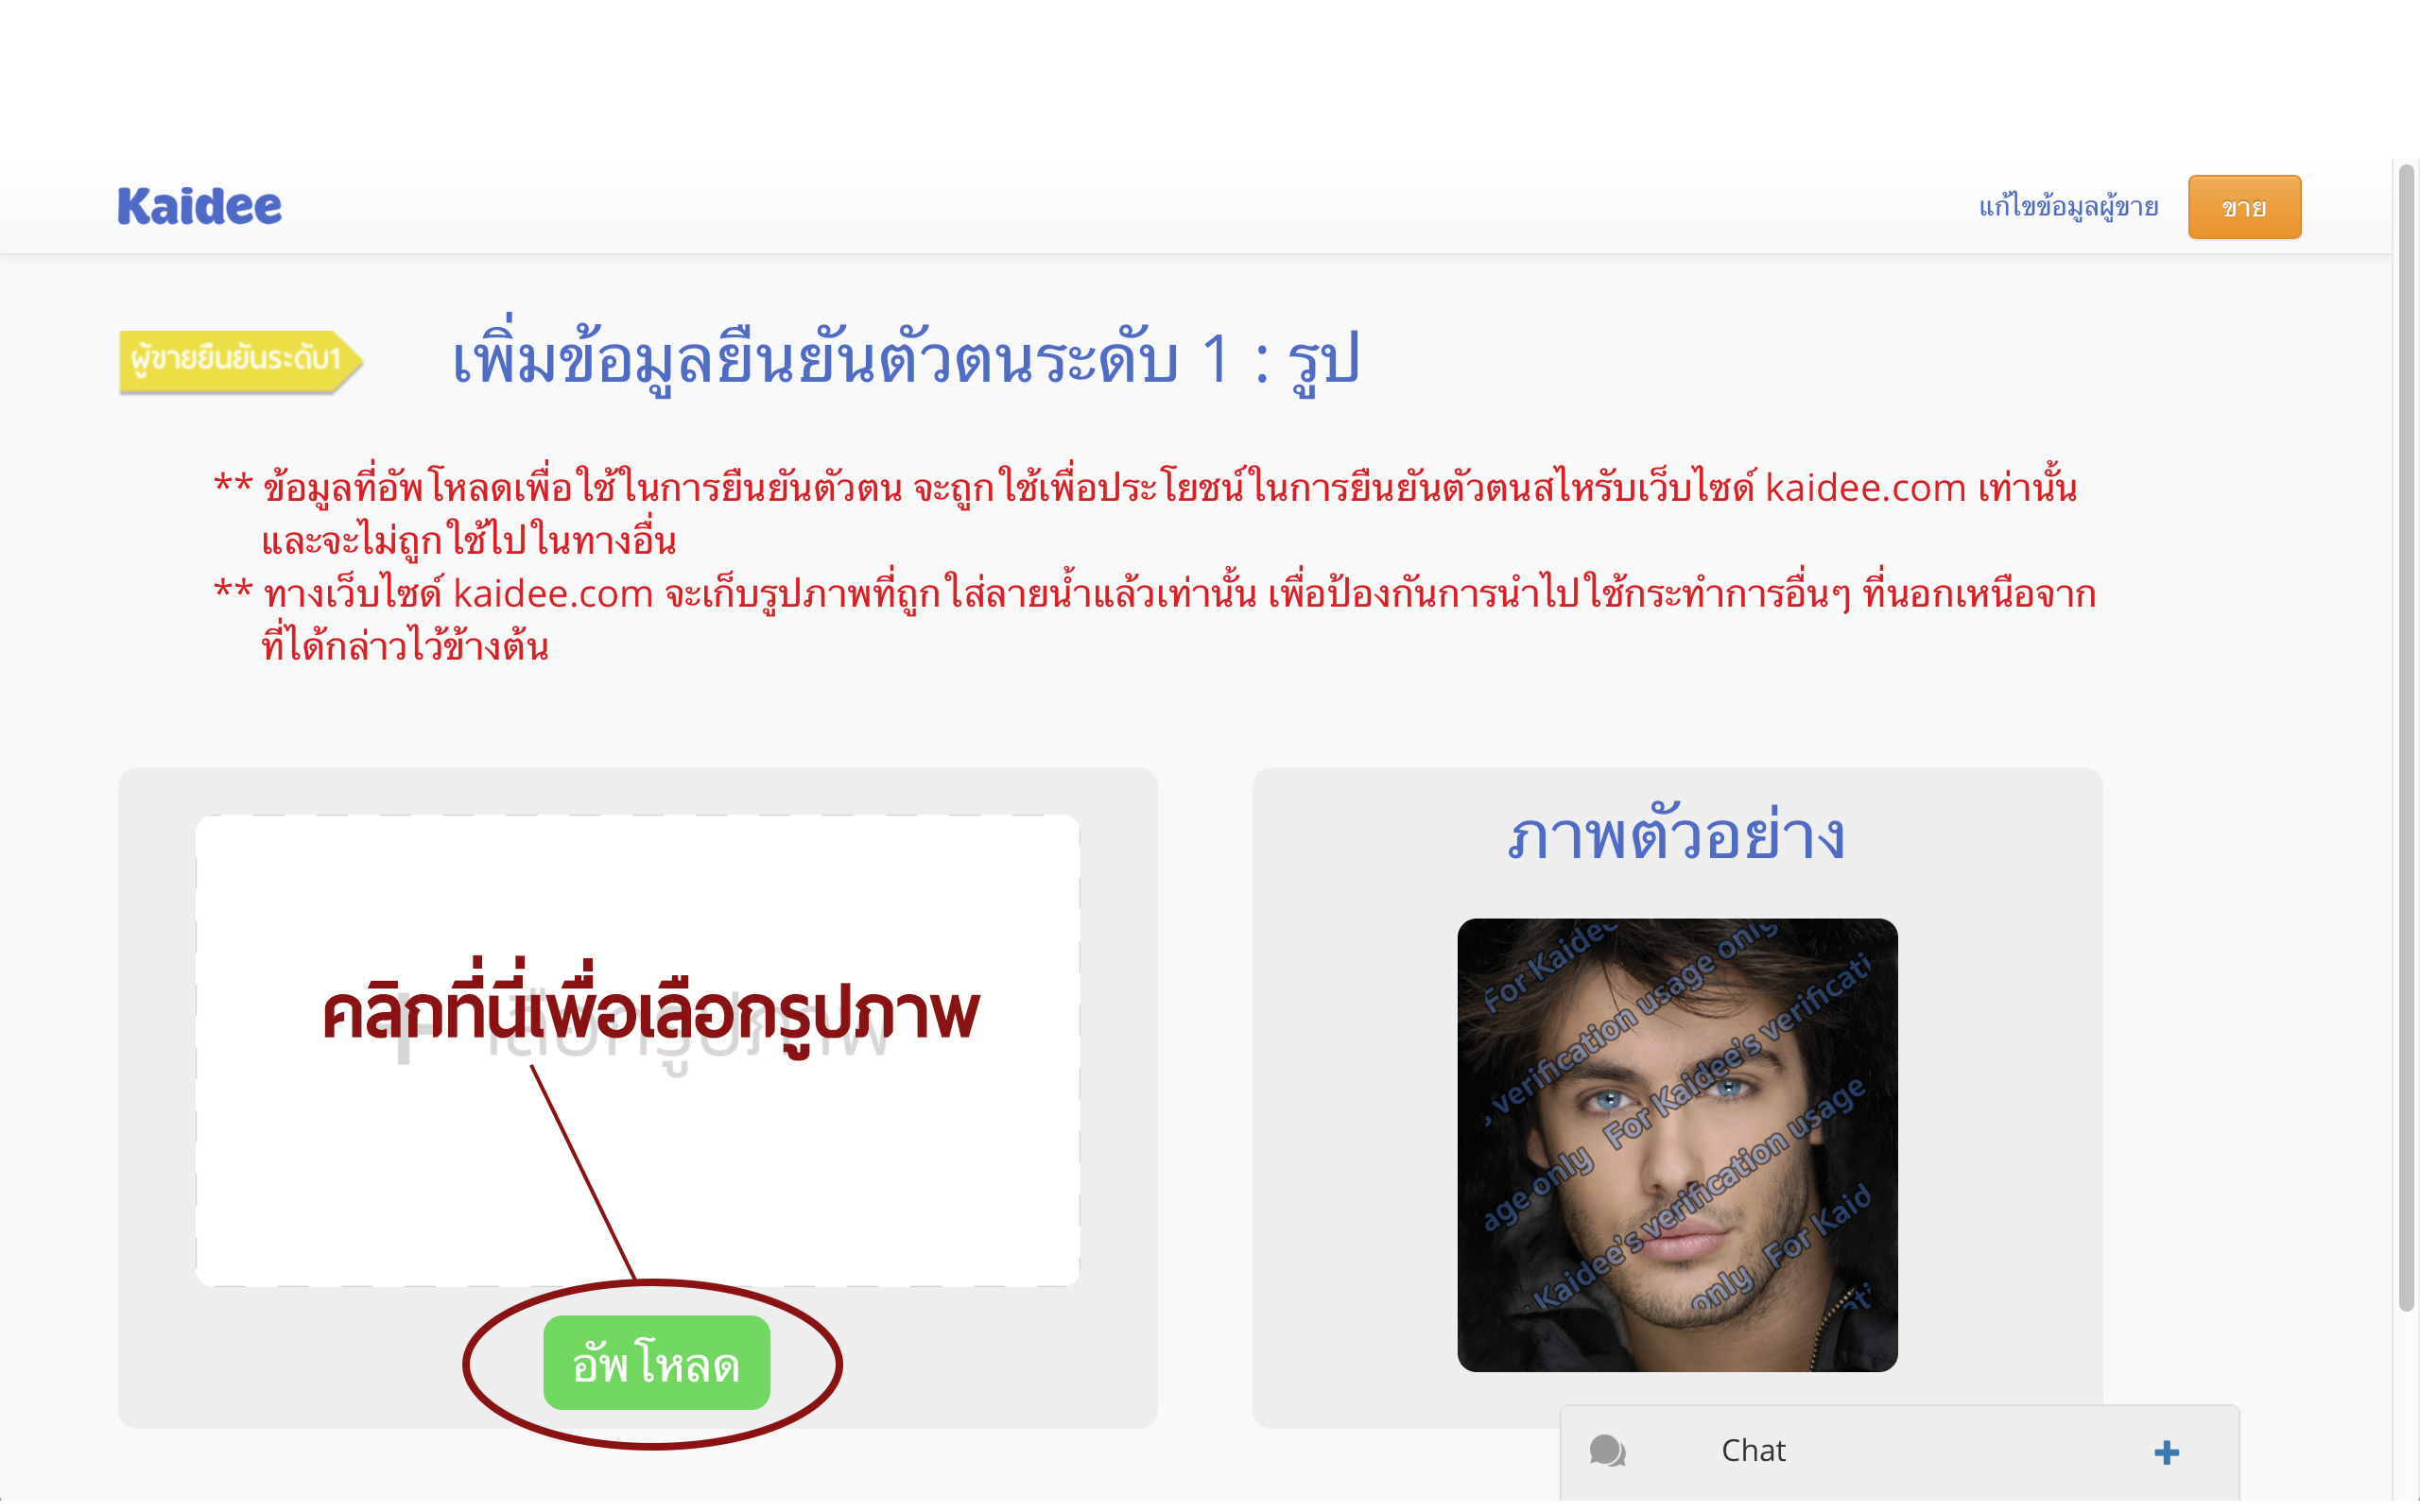 Kaidee
แก้ไขข้อมูลผู้ขาย
ขาย
ผู้ขายยืนยันระดับ1
เพิ่มข้อมูลยืนยันตัวตนระดับ 1 : รูป
** ข้อมูลที่อัพโหลดเพื่อใช้ในการยืนยันตัวตน จะถูกใช้เพื่อประโยชน์ในการยืนยันตัวตนสไหรับเว็บไซด์ kaidee.com เท่านั้น
และจะไม่ถูกใช้ไปในทางอื่น
** ทางเว็บไซด์ kaidee.com จะเก็บรูปภาพที่ถูกใส่ลายน้ำแล้วเท่านั้น เพื่อป้องกันการนำไปใช้กระทำการอื่นๆ ที่นอกเหนือจาก
ที่ได้กล่าวไว้ข้างต้น
คลิกที่นี่เพื่อเลือกรูปภาพ
+ เลือกรูปภาพ
อัพโหลด
ภาพตัวอย่าง
For Kaidee
verification usage only
For Kaidee's verificati
age only
Kaidee's verification usage
only For Kaid
Chat